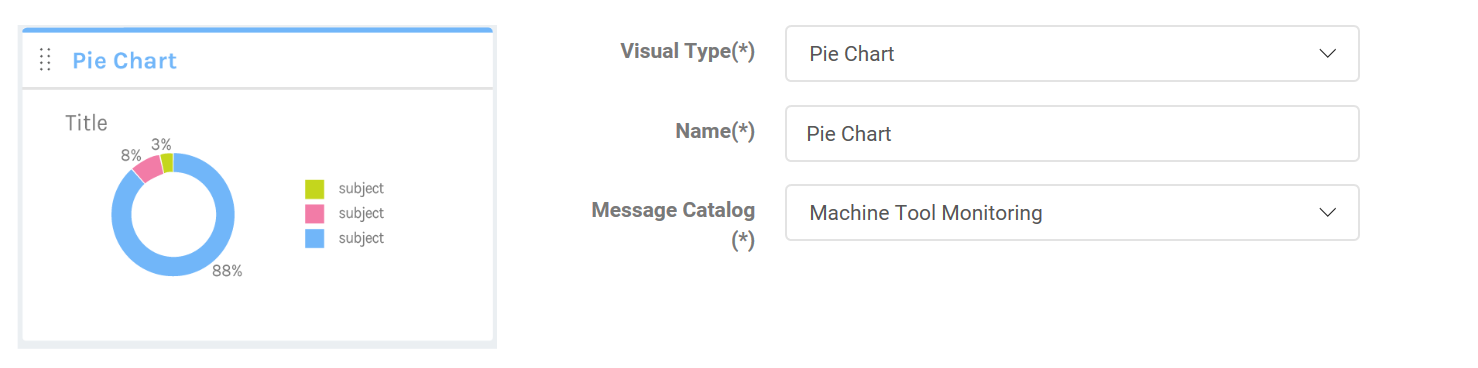 Pie Chart
Title
3%
8%
subject
subject
subject
88%
Visual Type(*)
Pie Chart
Name(*)
Pie Chart
Message Catalog
(*)
Machine Tool Monitoring